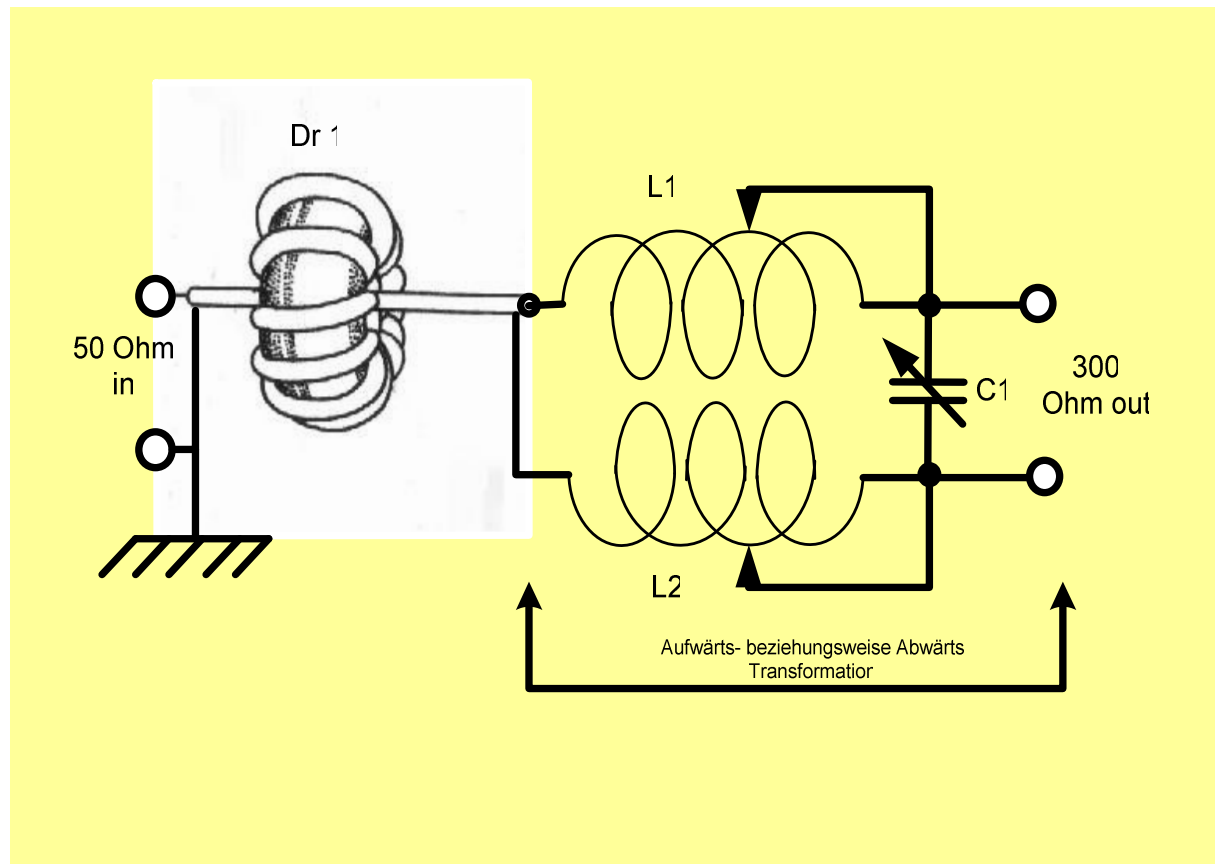 Dr 1
L1
50 Ohm
in
300
Ohm out
C1
L2
Aufwärts- beziehungsweise Abwärts
Transformatior